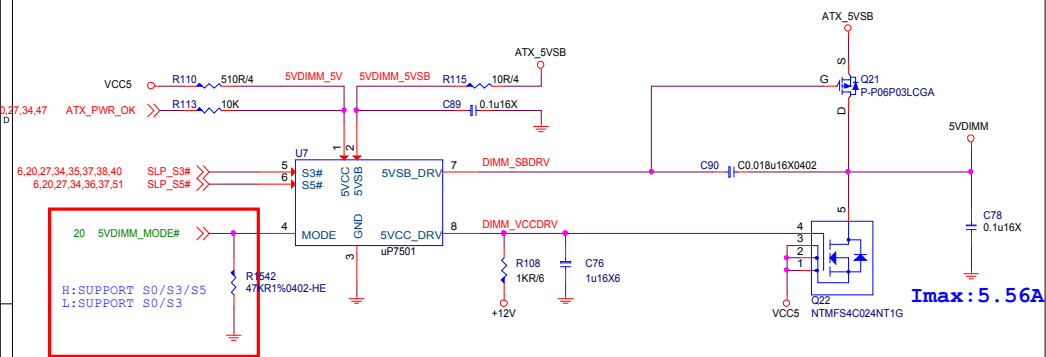 ATX_5VSB
ATX_5VSB
VCC5
R110
510R/4
5VDIMM_5V
5VDIMM_5VSB
R115
10R/4
S
Q21
G
P-P06P03LCGA
0,27,34,47
ATX_PWR_OK
R113
10K
C89
0.1u16X
D
D
5VDIMM
U7
1
2
5VCC
5VSB
6,20,27,34,35,37,38,40
SLP_S3#
5
S3#
6,20,27,34,36,37,51
SLP_S5#
6
S5#
5VSB_DRV
7
DIMM_SBDRV
C90
C0.018u16X0402
C78
0.1u16X
20
5VDIMM_MODE#
4
MODE
GND
5VCC_DRV
8
DIMM_VCCDRV
5
4
3
2
1
3
uP7501
R1542
47KR1%0402-HE
R108
1KR/6
C76
1u16X6
H:SUPPORT S0/S3/S5
L:SUPPORT S0/S3
+12V
VCC5
Q22
NTMFS4C024NT1G
Imax:5.56A